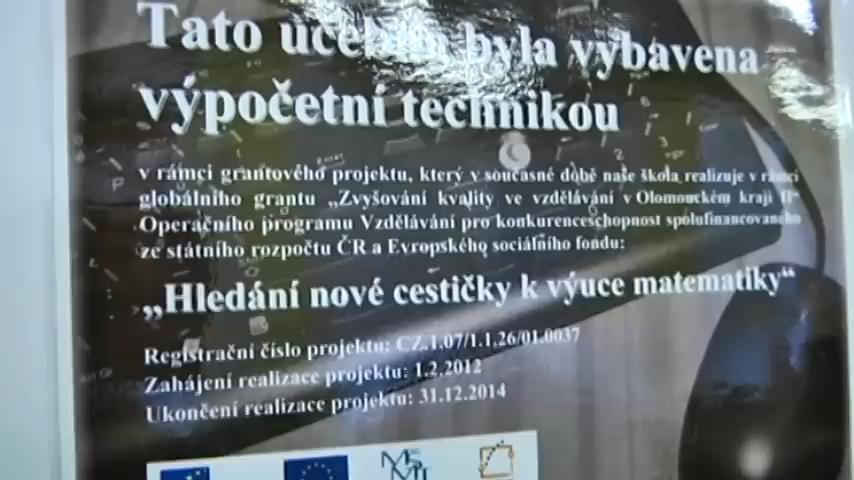 Tato učebna byla vybavena
výpočetní technikou
v rámci grantového projektu, který v současné době naše škola realizuje v rámci
globálního grantu „Zvyšování kvality ve vzdělávání v Olomouckém kraji II“
Operačního programu Vzdělávání pro konkurenceschopnost spolufinancovaného
ze státního rozpočtu ČR a Evropského sociálního fondu:
„Hledání nové cestičky k výuce matematiky“
Registrační číslo projektu: CZ.1.07/1.1.26/01.0037
Zahájení realizace projektu: 1.2.2012
Ukončení realizace projektu: 31.12.2014